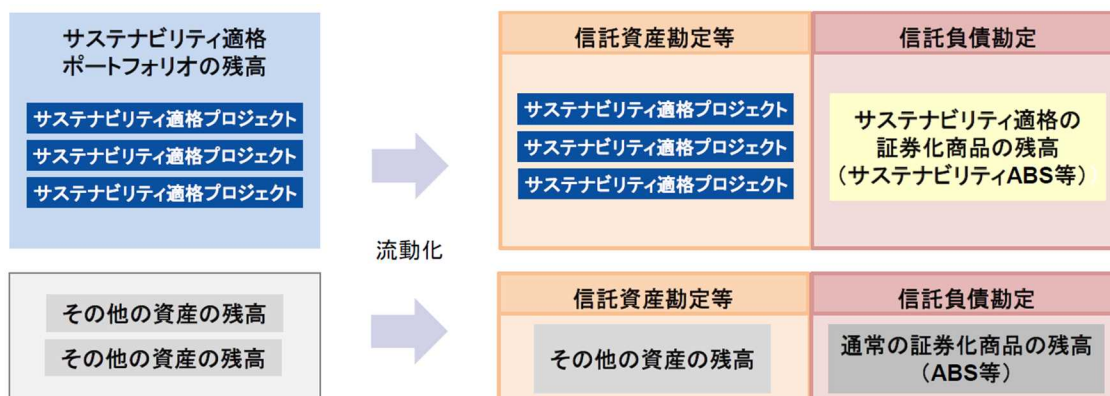 サステナビリティ適格
ポートフォリオの残高
サステナビリティ適格プロジェクト
サステナビリティ適格プロジェクト
サステナビリティ適格プロジェクト
その他の資産の残高
その他の資産の残高
流動化
信託資産勘定等
信託負債勘定
サステナビリティ適格プロジェクト
サステナビリティ適格プロジェクト
サステナビリティ適格プロジェクト
サステナビリティ適格の
証券化商品の残高
（サステナビリティABS等）
信託資産勘定等
信託負債勘定
その他の資産の残高
通常の証券化商品の残高
（ABS等）